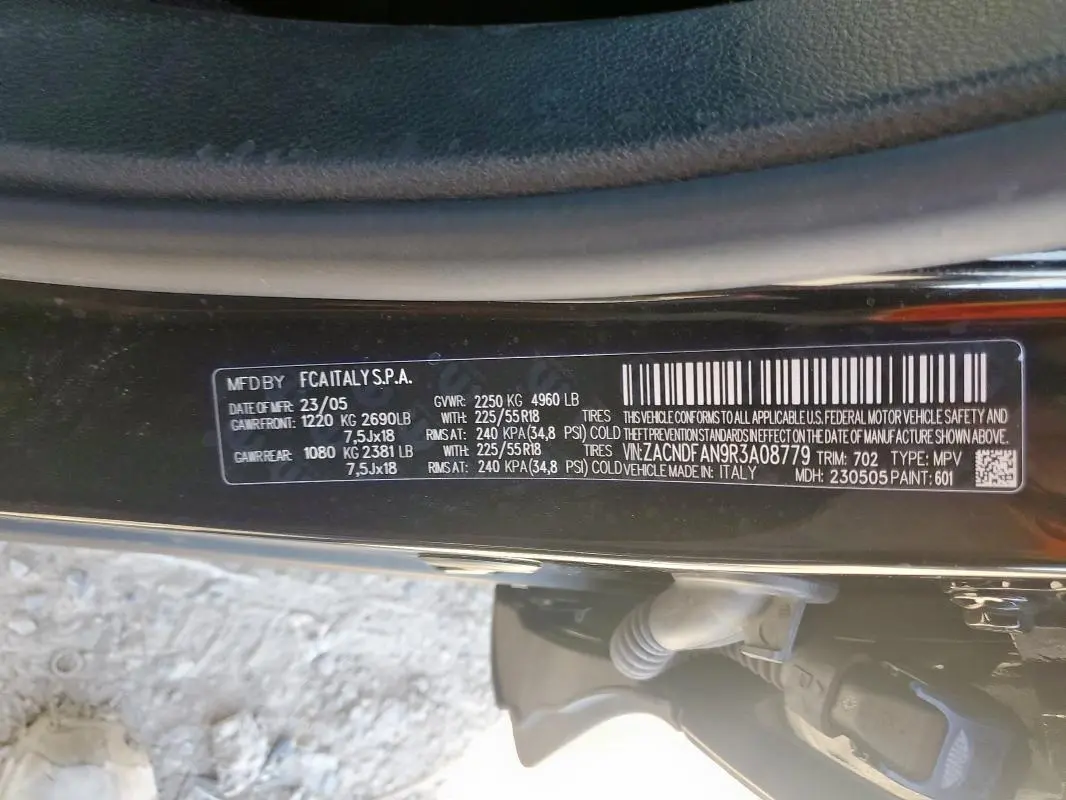 MFD BY FCA ITALY S.P.A.
DATE OF MFR: 23/05 GVWR: 2250 KG 4960 LB
GAWR FRONT: 1220 KG 2690LB WITH: 225/55R18 TIRES
7,5Jx18 RIMS AT: 240 KPA(34,8 PSI) COLD
GAWR REAR: 1080 KG 2381 LB WITH: 225/55R18 TIRES
7,5Jx18 RIMS AT: 240 KPA(34,8 PSI) COLD
THIS VEHICLE CONFORMS TO ALL APPLICABLE U.S. FEDERAL MOTOR VEHICLE SAFETY AND
THEFT PREVENTION STANDARDS IN EFFECT ON THE DATE OF MANUFACTURE SHOWN ABOVE.
VIN: ZACNDFAN9R3A08779 TRIM: 702 TYPE: MPV
VEHICLE MADE IN: ITALY MDH: 230505 PAINT: 601